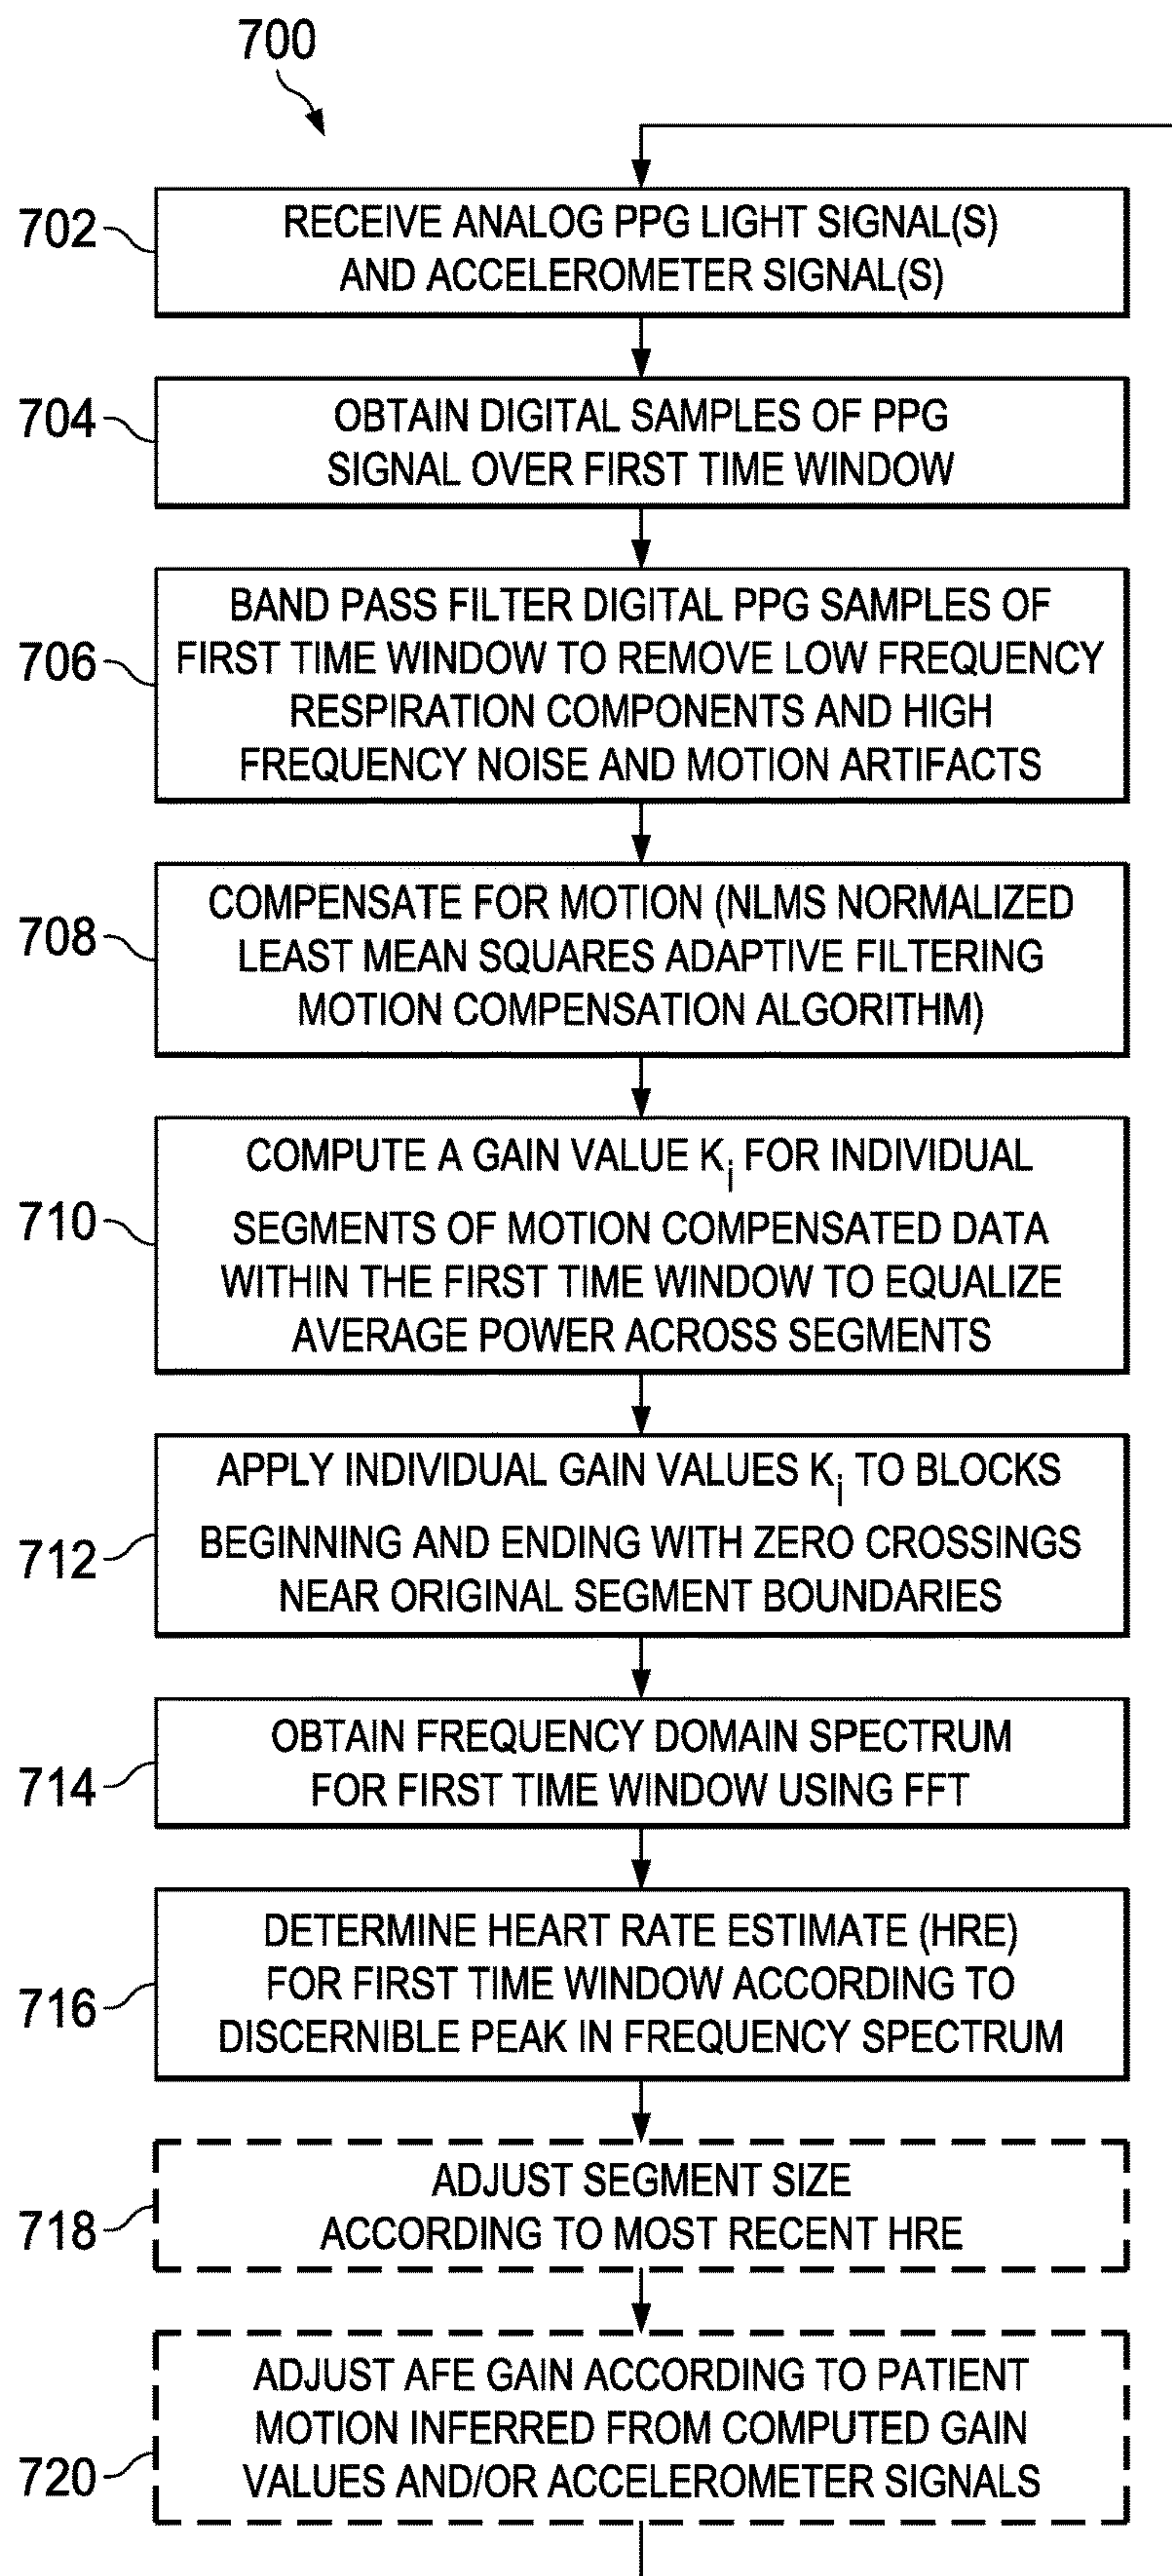 700
702
RECEIVE ANALOG PPG LIGHT SIGNAL(S)
AND ACCELEROMETER SIGNAL(S)
704
OBTAIN DIGITAL SAMPLES OF PPG
SIGNAL OVER FIRST TIME WINDOW
706
BAND PASS FILTER DIGITAL PPG SAMPLES OF
FIRST TIME WINDOW TO REMOVE LOW FREQUENCY
RESPIRATION COMPONENTS AND HIGH
FREQUENCY NOISE AND MOTION ARTIFACTS
708
COMPENSATE FOR MOTION (NLMS NORMALIZED
LEAST MEAN SQUARES ADAPTIVE FILTERING
MOTION COMPENSATION ALGORITHM)
710
COMPUTE A GAIN VALUE Ki FOR INDIVIDUAL
SEGMENTS OF MOTION COMPENSATED DATA
WITHIN THE FIRST TIME WINDOW TO EQUALIZE
AVERAGE POWER ACROSS SEGMENTS
712
APPLY INDIVIDUAL GAIN VALUES Ki TO BLOCKS
BEGINNING AND ENDING WITH ZERO CROSSINGS
NEAR ORIGINAL SEGMENT BOUNDARIES
714
OBTAIN FREQUENCY DOMAIN SPECTRUM
FOR FIRST TIME WINDOW USING FFT
716
DETERMINE HEART RATE ESTIMATE (HRE)
FOR FIRST TIME WINDOW ACCORDING TO
DISCERNIBLE PEAK IN FREQUENCY SPECTRUM
718
ADJUST SEGMENT SIZE
ACCORDING TO MOST RECENT HRE
720
ADJUST AFE GAIN ACCORDING TO PATIENT
MOTION INFERRED FROM COMPUTED GAIN
VALUES AND/OR ACCELEROMETER SIGNALS